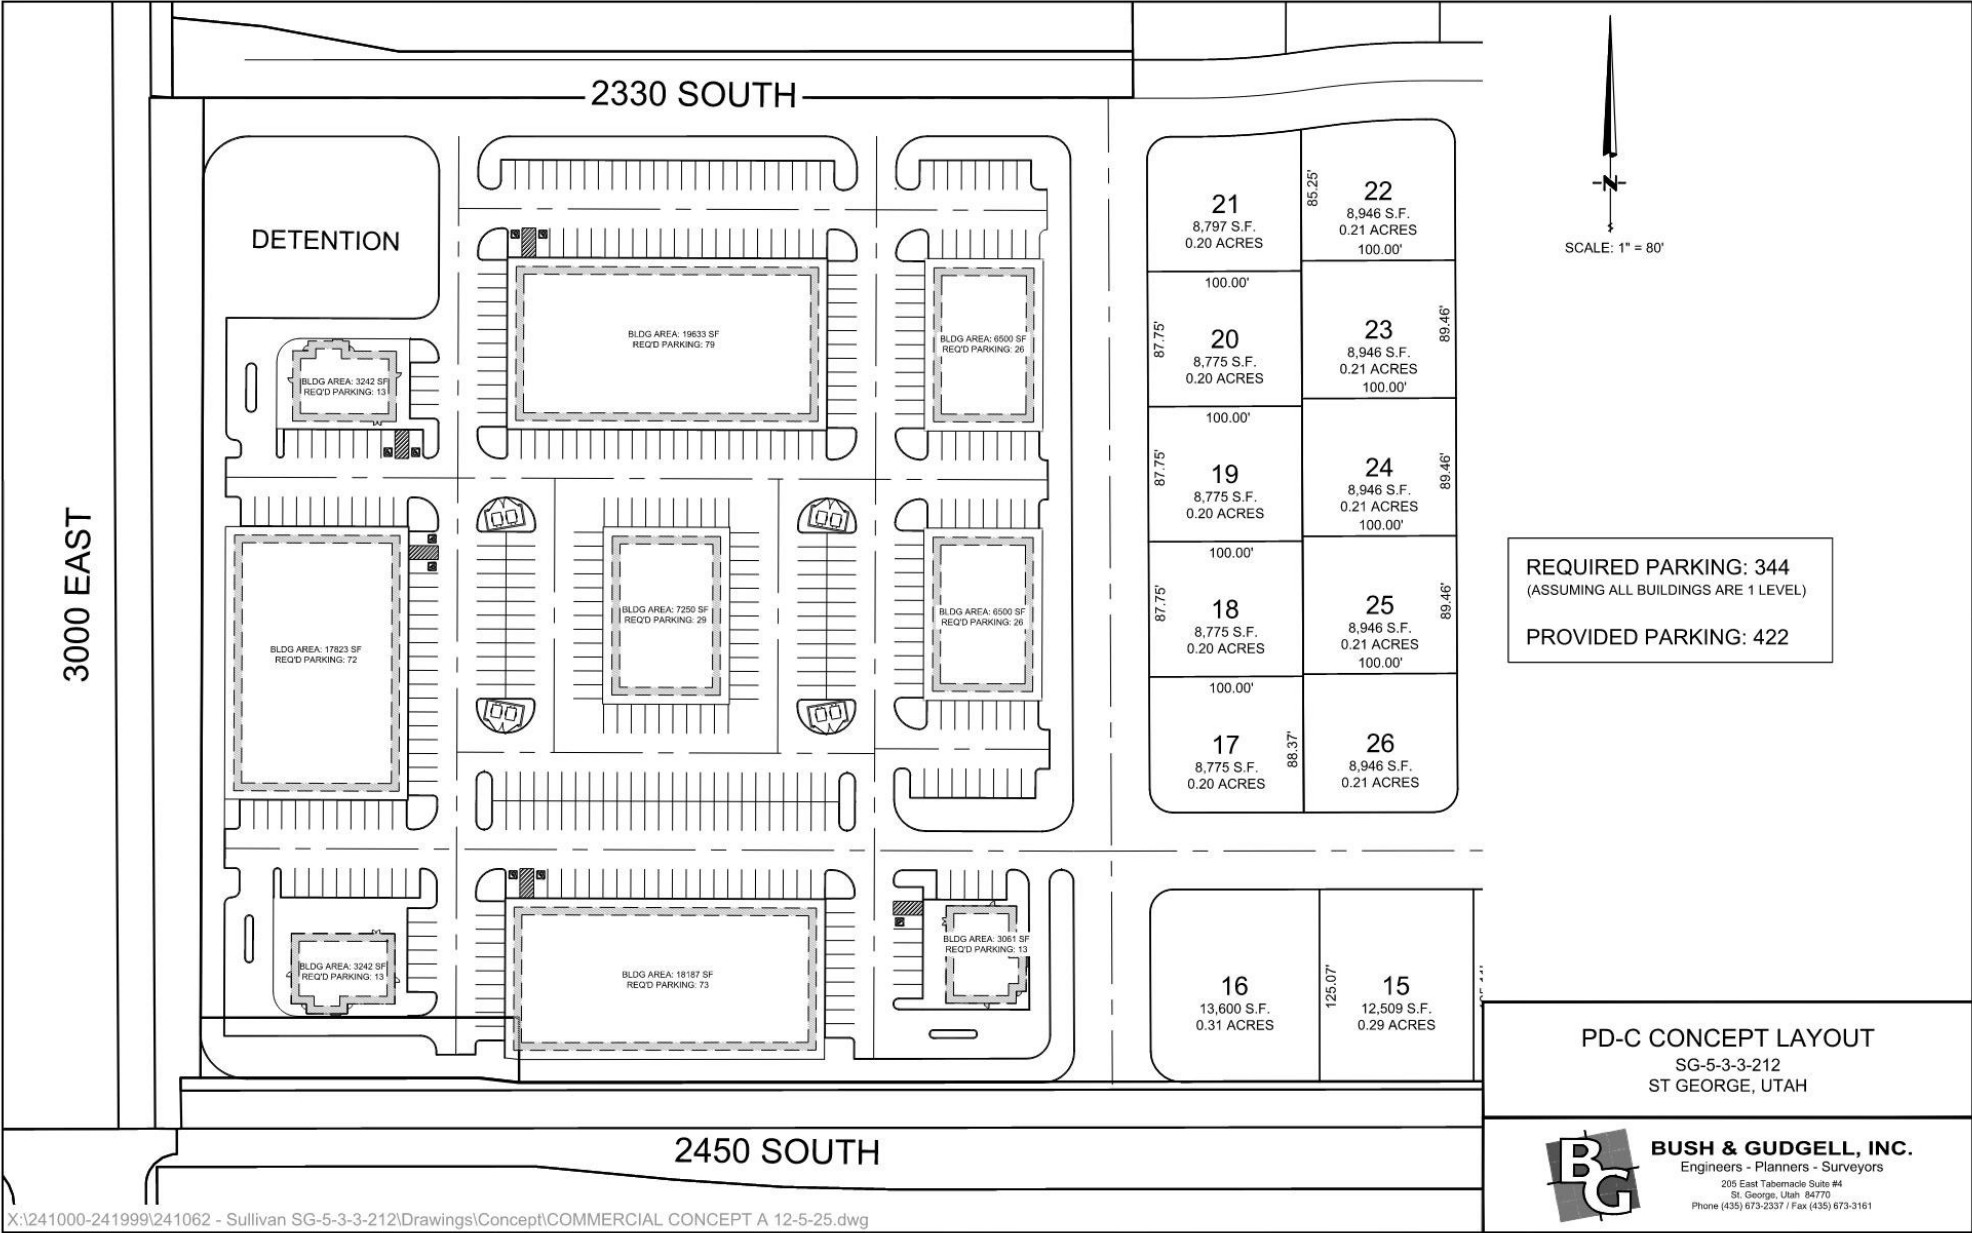 2330 SOUTH
DETENTION
3000 EAST
2450 SOUTH
BLDG AREA: 19633 SF
REQ'D PARKING: 79
BLDG AREA: 6500 SF
REQ'D PARKING: 26
BLDG AREA: 3242 SF
REQ'D PARKING: 13
BLDG AREA: 17823 SF
REQ'D PARKING: 72
BLDG AREA: 7250 SF
REQ'D PARKING: 29
BLDG AREA: 6500 SF
REQ'D PARKING: 26
BLDG AREA: 3242 SF
REQ'D PARKING: 13
BLDG AREA: 18187 SF
REQ'D PARKING: 73
BLDG AREA: 3061 SF
REQ'D PARKING: 13
21
8,797 S.F.
0.20 ACRES
100.00'
85.25'
22
8,946 S.F.
0.21 ACRES
100.00'
87.75'
20
8,775 S.F.
0.20 ACRES
100.00'
23
8,946 S.F.
0.21 ACRES
100.00'
89.46'
87.75'
19
8,775 S.F.
0.20 ACRES
100.00'
24
8,946 S.F.
0.21 ACRES
100.00'
89.46'
87.75'
18
8,775 S.F.
0.20 ACRES
100.00'
25
8,946 S.F.
0.21 ACRES
100.00'
89.46'
17
8,775 S.F.
0.20 ACRES
88.37'
26
8,946 S.F.
0.21 ACRES
16
13,600 S.F.
0.31 ACRES
125.07'
15
12,509 S.F.
0.29 ACRES
N
SCALE: 1" = 80'
REQUIRED PARKING: 344
(ASSUMING ALL BUILDINGS ARE 1 LEVEL)
PROVIDED PARKING: 422
PD-C CONCEPT LAYOUT
SG-5-3-3-212
ST GEORGE, UTAH
BG
BUSH & GUDGELL, INC.
Engineers - Planners - Surveyors
205 East Tabernacle Suite #4
St. George, Utah 84770
Phone (435) 673-2337 / Fax (435) 673-3161
X:\241000-241999\241062 - Sullivan SG-5-3-3-212\Drawings\Concept\COMMERCIAL CONCEPT A 12-5-25.dwg